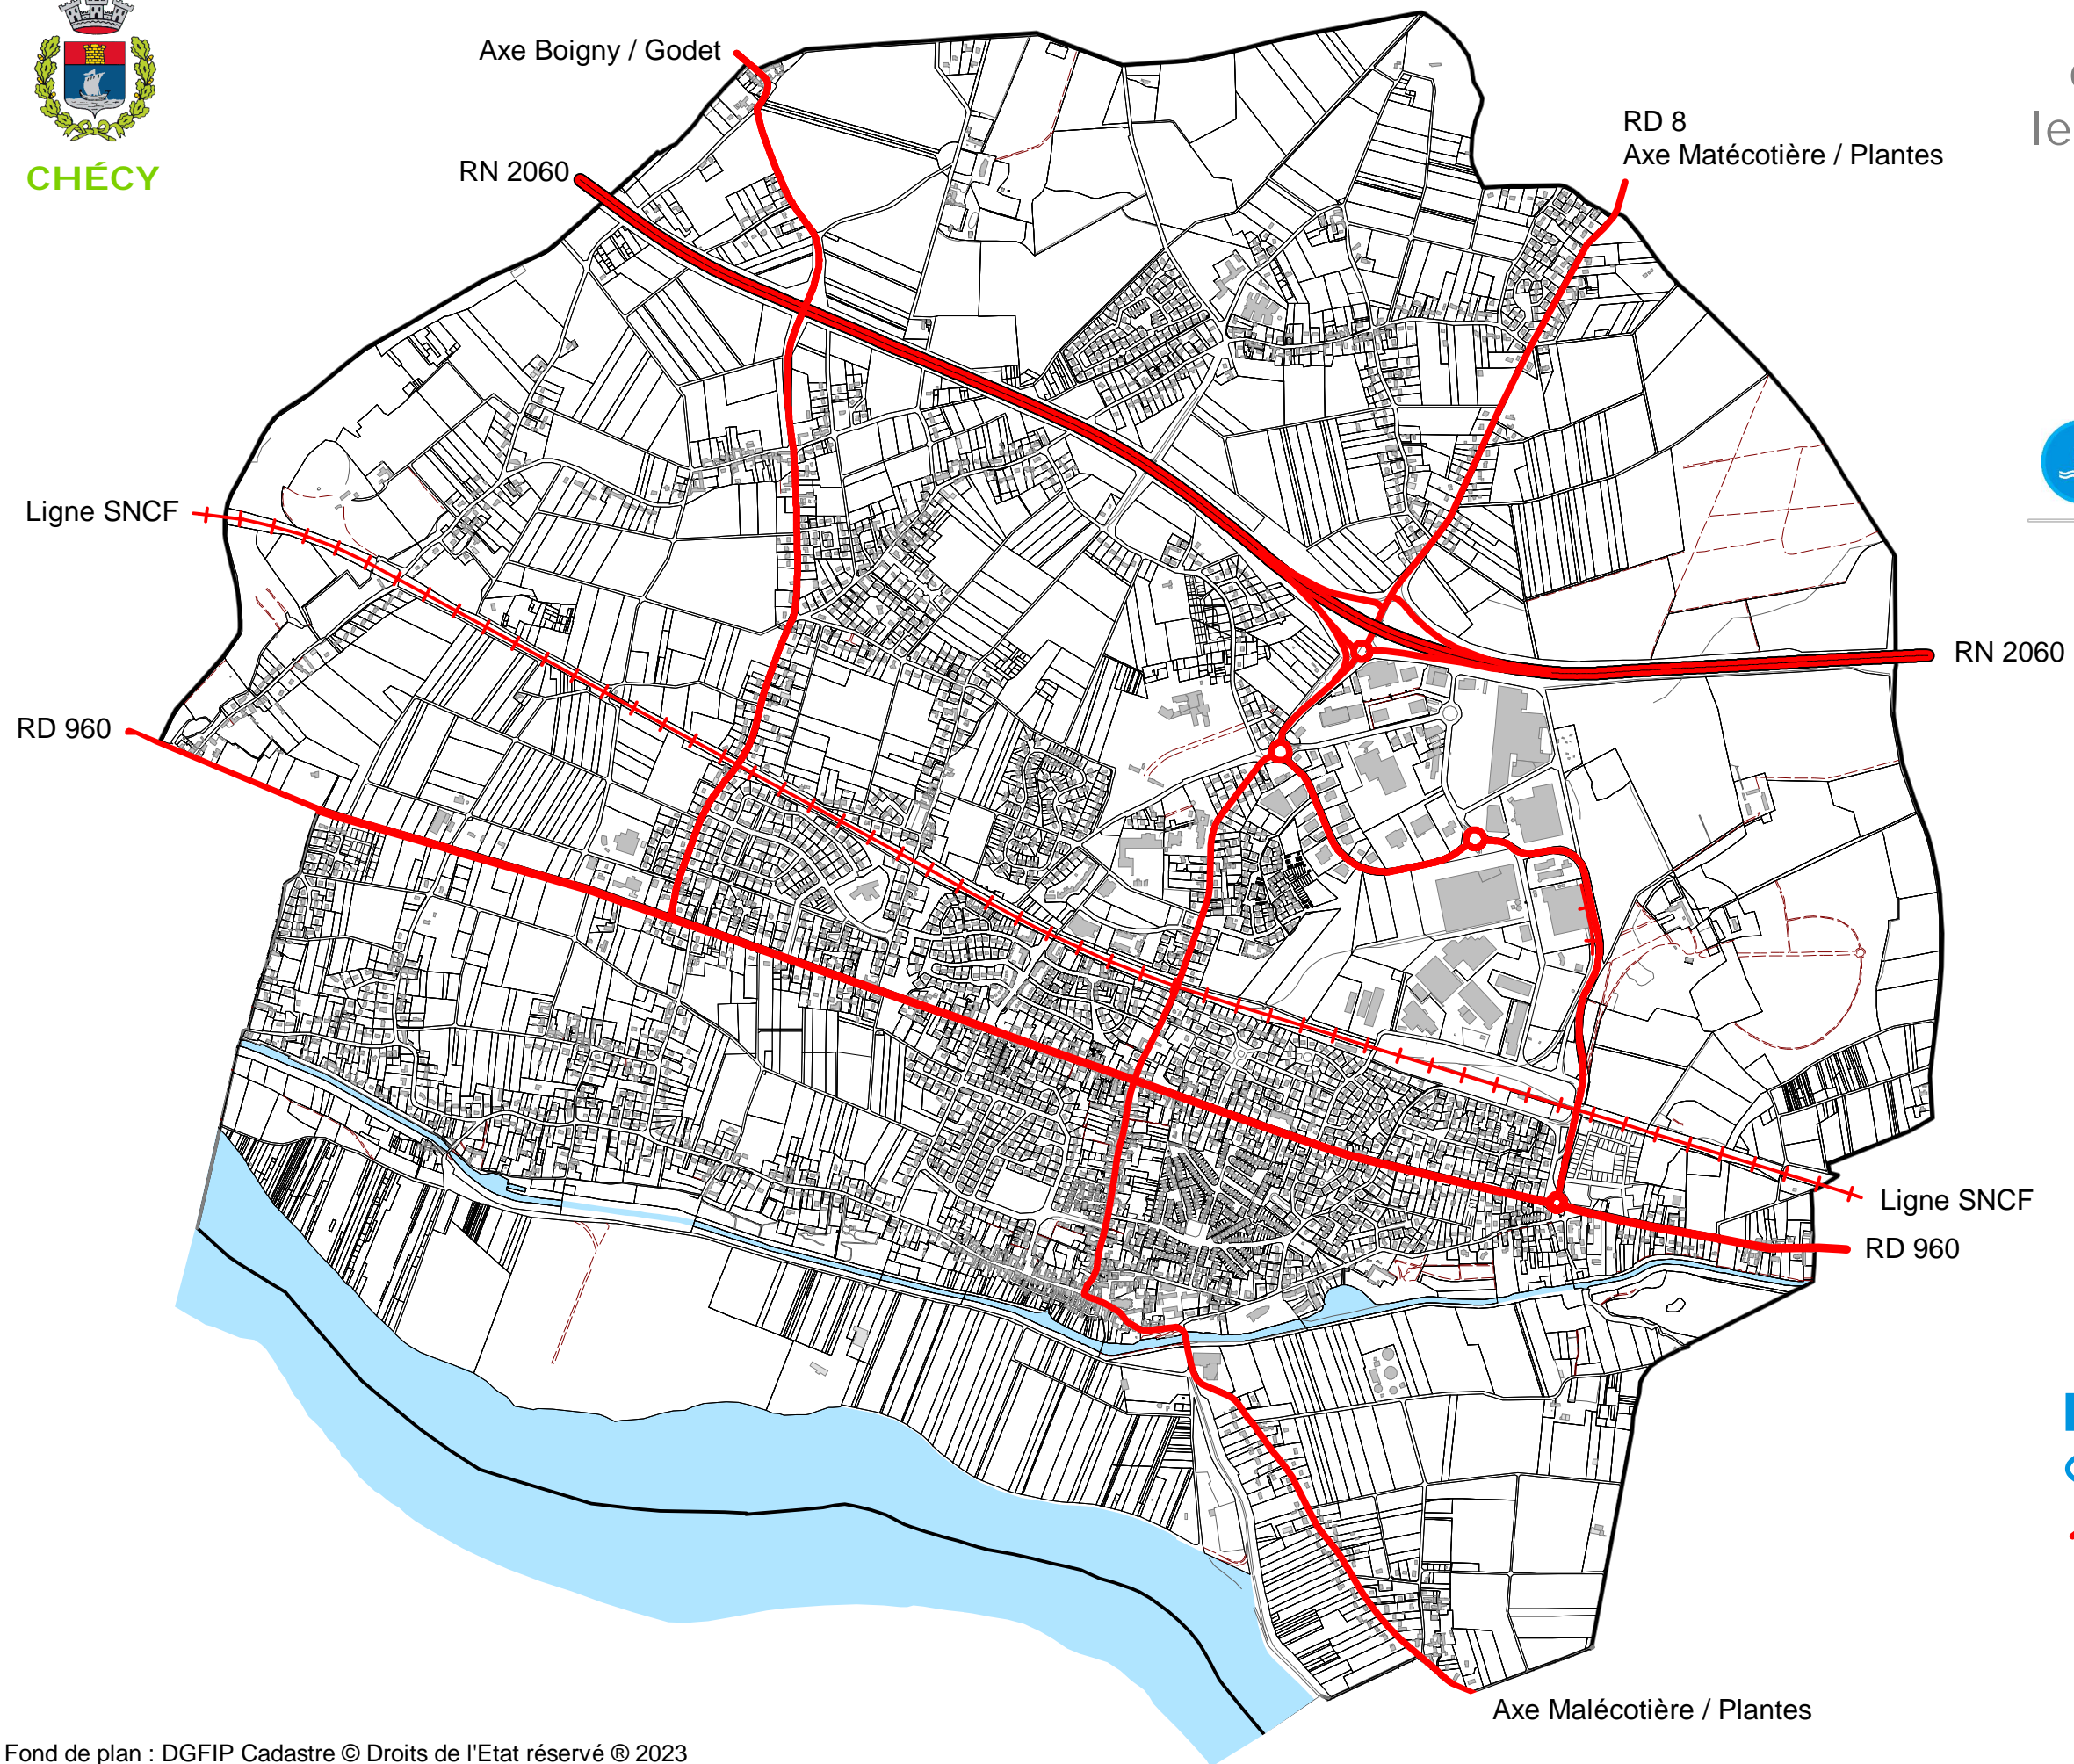 CHÉCY
Axe Boigny / Godet
RN 2060
RD 8
Axe Matécotière / Plantes
le
Ligne SNCF
RD 960
RN 2060
Ligne SNCF
RD 960
Axe Malécotière / Plantes
Fond de plan : DGFIP Cadastre © Droits de l'Etat réservé ® 2023